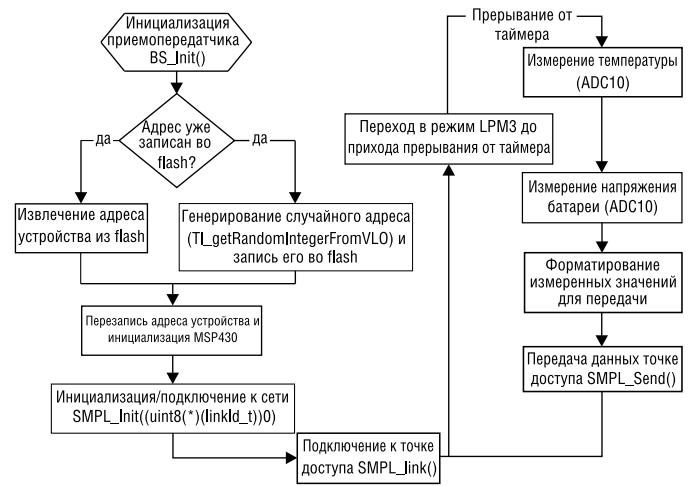 Инициализация
приемопередатчика
BS_Init()
Адрес уже
записан во
flash?
да
да
Извлечение адреса
устройства из flash
Генерирование случайного адреса
(TI_getRandomIntegerFromVLO) и
запись его во flash
Перезапись адреса устройства и
инициализация MSP430
Инициализация/подключение к сети
SMPL_Init((uint8(*)(linkId_t))0)
Подключение к точке
доступа SMPL_link()
Переход в режим LPM3 до
прихода прерывания от таймера
Прерывание от
таймера
Измерение температуры
(ADC10)
Измерение напряжения
батареи (ADC10)
Форматирование
измеренных значений
для передачи
Передача данных точке
доступа SMPL_Send()